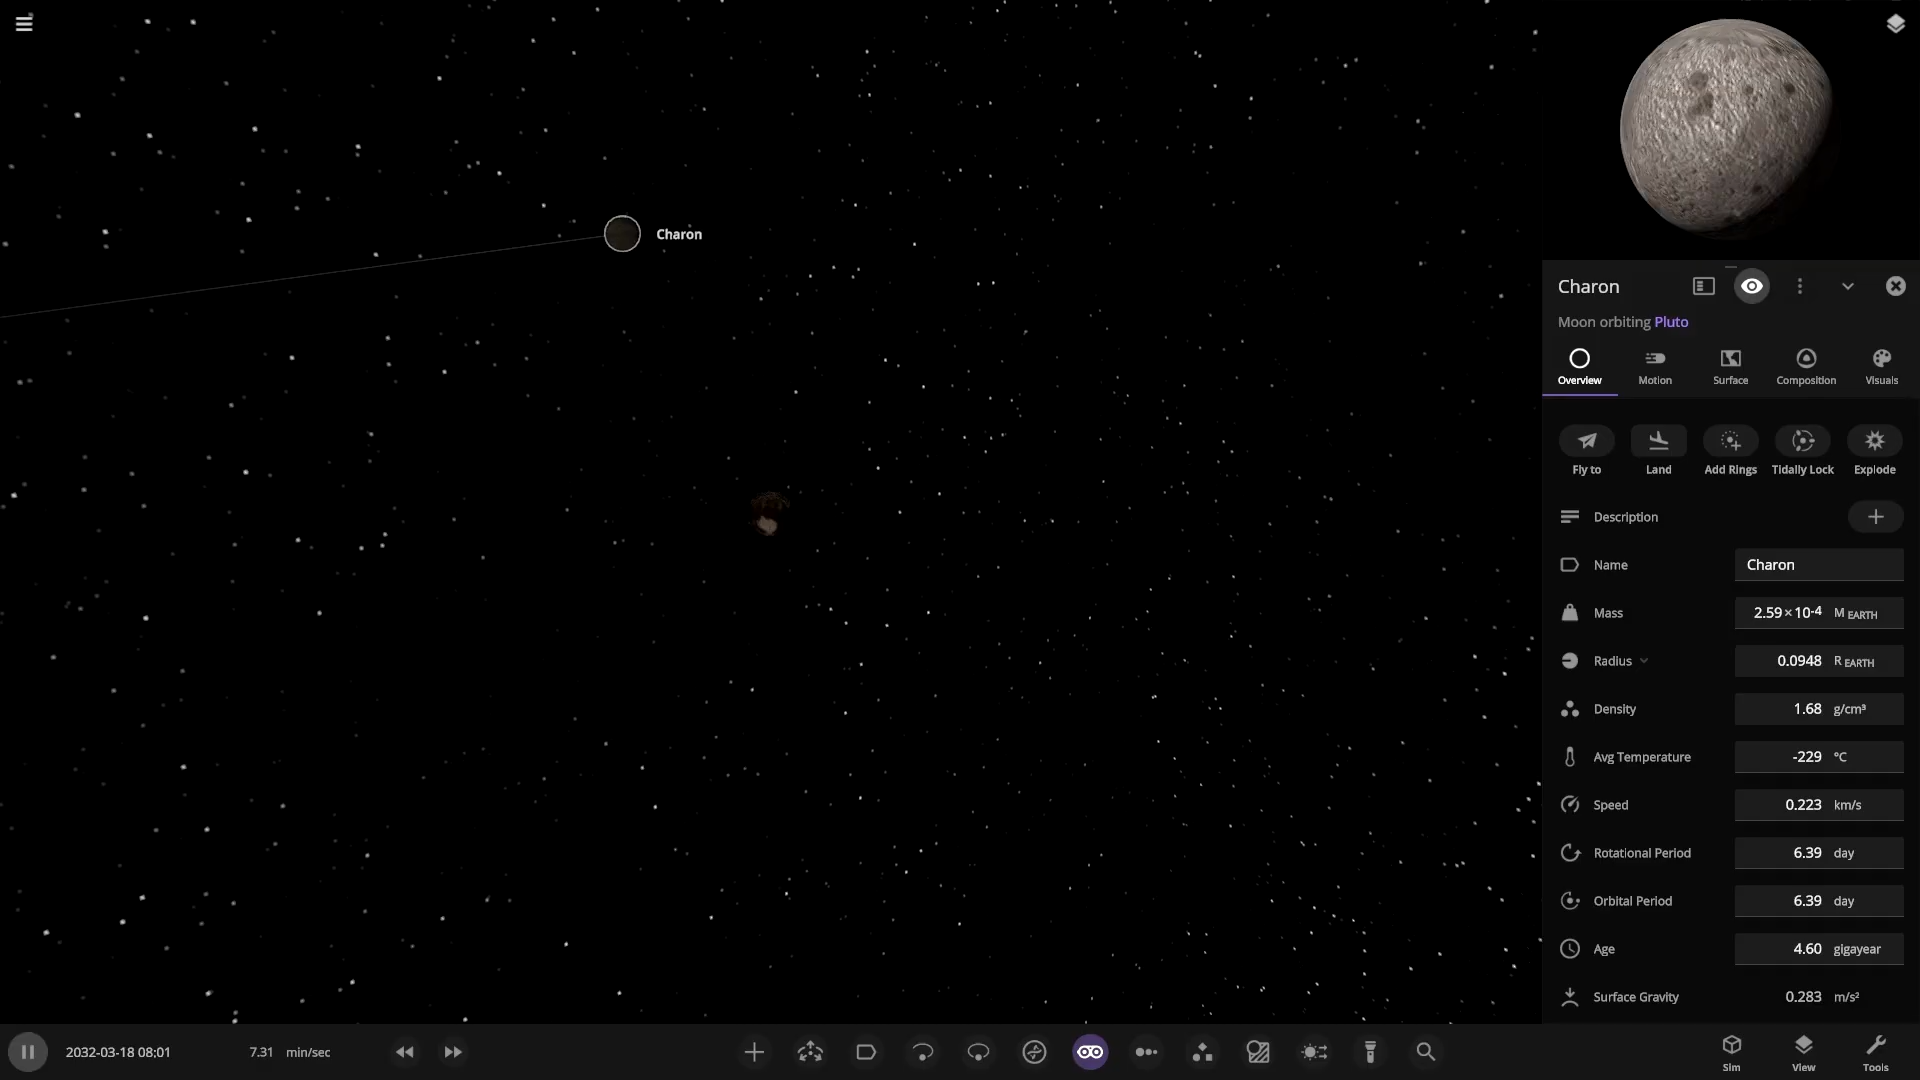 Charon
Charon
Moon orbiting Pluto
Overview
Motion
Surface
Composition
Visuals
Fly to
Land
Add Rings
Tidally Lock
Explode
Description
Name Charon
Mass 2.59×10⁻⁴ M EARTH
Radius 0.0948 R EARTH
Density 1.68 g/cm³
Avg Temperature -229 °C
Speed 0.223 km/s
Rotational Period 6.39 day
Orbital Period 6.39 day
Age 4.60 gigayear
Surface Gravity 0.283 m/s²
2032-03-18 08:01 7.31 min/sec
Sim
View
Tools